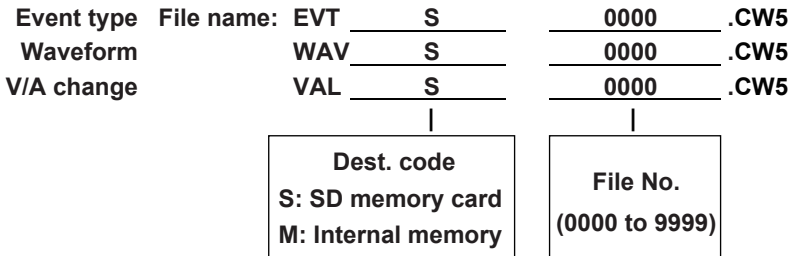 Event type File name: EVT S 0000 .CW5
Waveform WAV S 0000 .CW5
V/A change VAL S 0000 .CW5
Dest. code
S: SD memory card
M: Internal memory
File No.
(0000 to 9999)